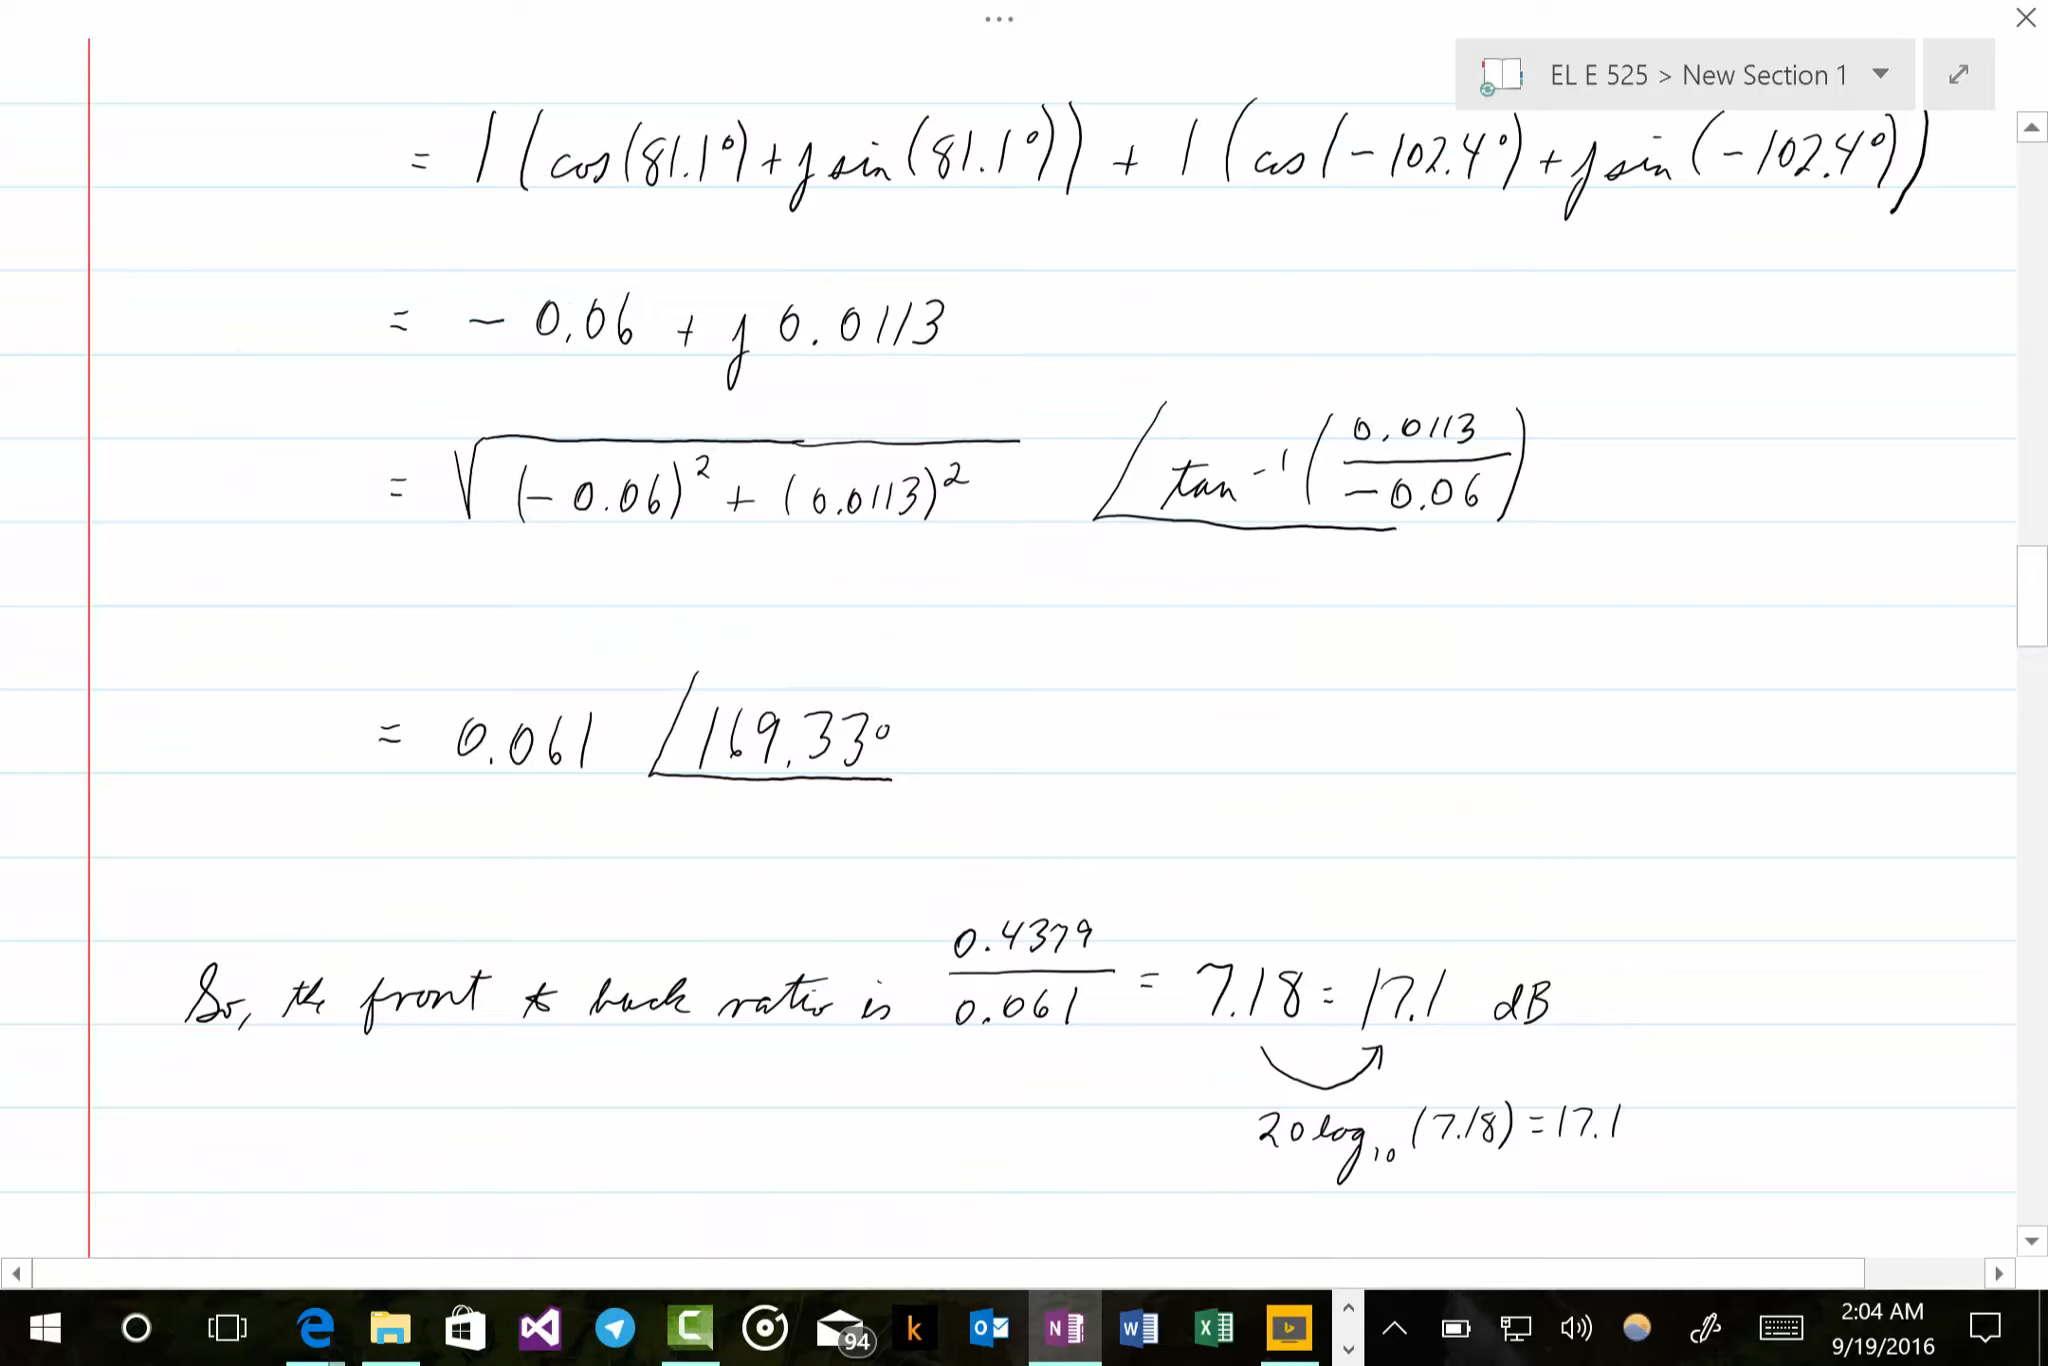 ...
EL E 525 > New Section 1
= 1 (cos(81.1°) + j sin(81.1°)) + 1 (cos(-102.4°) + j sin(-102.4°))
= - 0.06 + j 0.0113
= √((-0.06)² + (0.0113)²) ∠tan⁻¹(0.0113/-0.06)
= 0.061 ∠169.33°
So, the front to back ratio is 0.4379/0.061 = 7.18 = 17.1 dB
20 log₁₀ (7.18) = 17.1
94
2:04 AM
9/19/2016